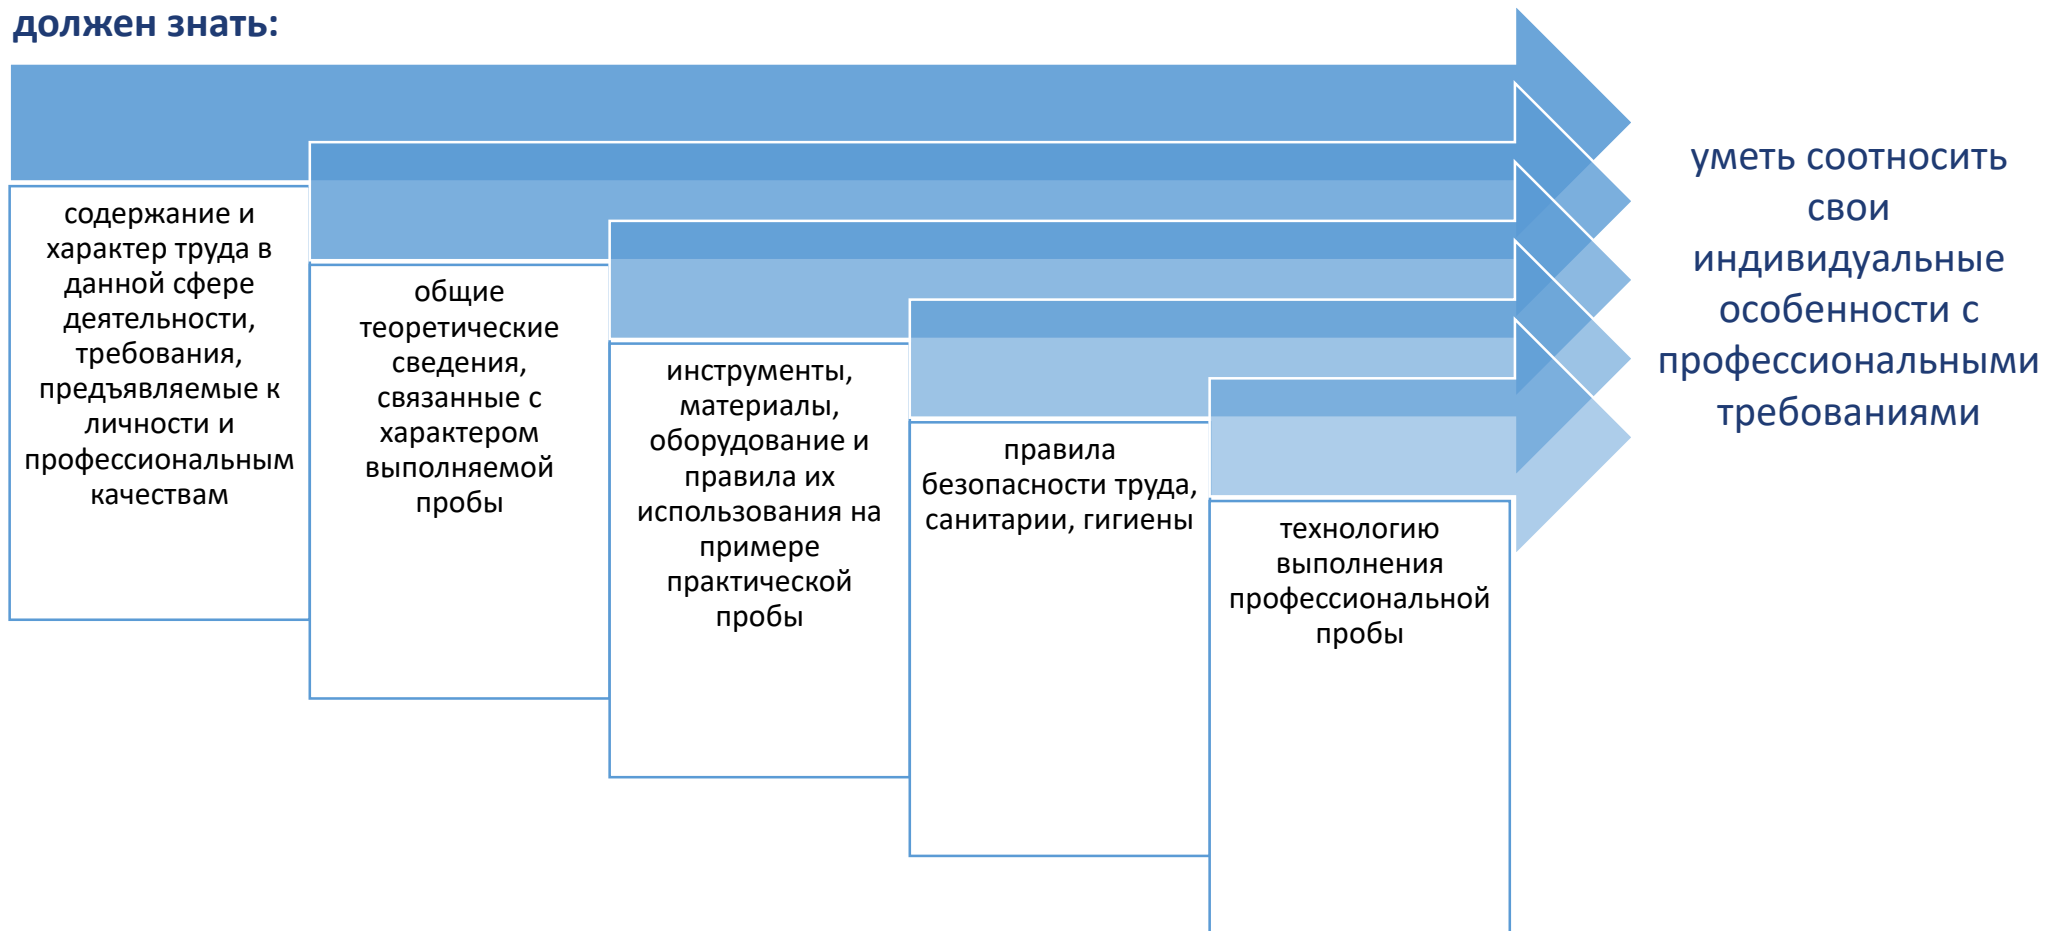 должен знать:
содержание и
характер труда в
данной сфере
деятельности,
требования,
предъявляемые к
личности и
профессиональным
качествам
общие
теоретические
сведения,
связанные с
характером
выполняемой
пробы
инструменты,
материалы,
оборудование и
правила их
использования на
примере
практической
пробы
правила
безопасности труда,
санитарии, гигиены
технологию
выполнения
профессиональной
пробы
уметь соотносить
свои
индивидуальные
особенности с
профессиональными
требованиями